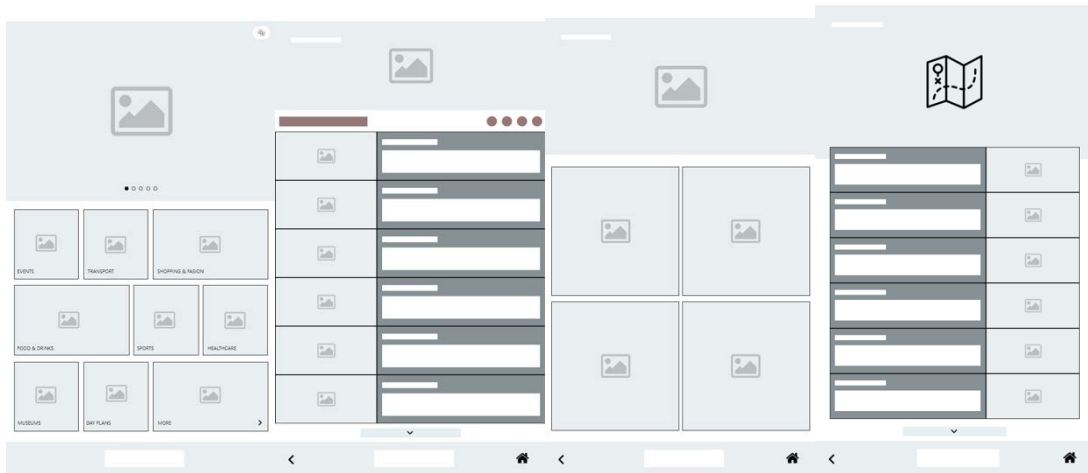 EVENTS
TRANSPORT
SHOPPING & FASION
FOOD & DRINKS
SPORTS
HEALTHCARE
MUSEUMS
DAY PLANS
MORE